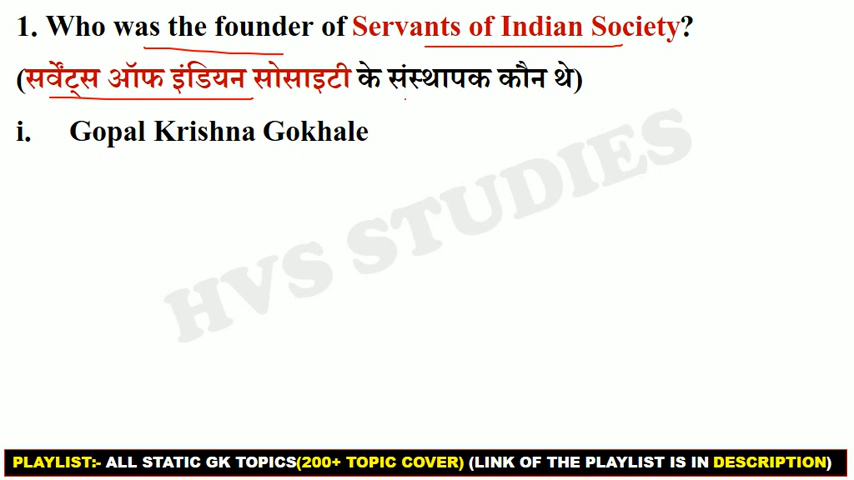 1. Who was the founder of Servants of Indian Society?
(सर्वेंट्स ऑफ इंडियन सोसाइटी के संस्थापक कौन थे)
i. Gopal Krishna Gokhale
HVS STUDIES
PLAYLIST:- ALL STATIC GK TOPICS(200+ TOPIC COVER) (LINK OF THE PLAYLIST IS IN DESCRIPTION)